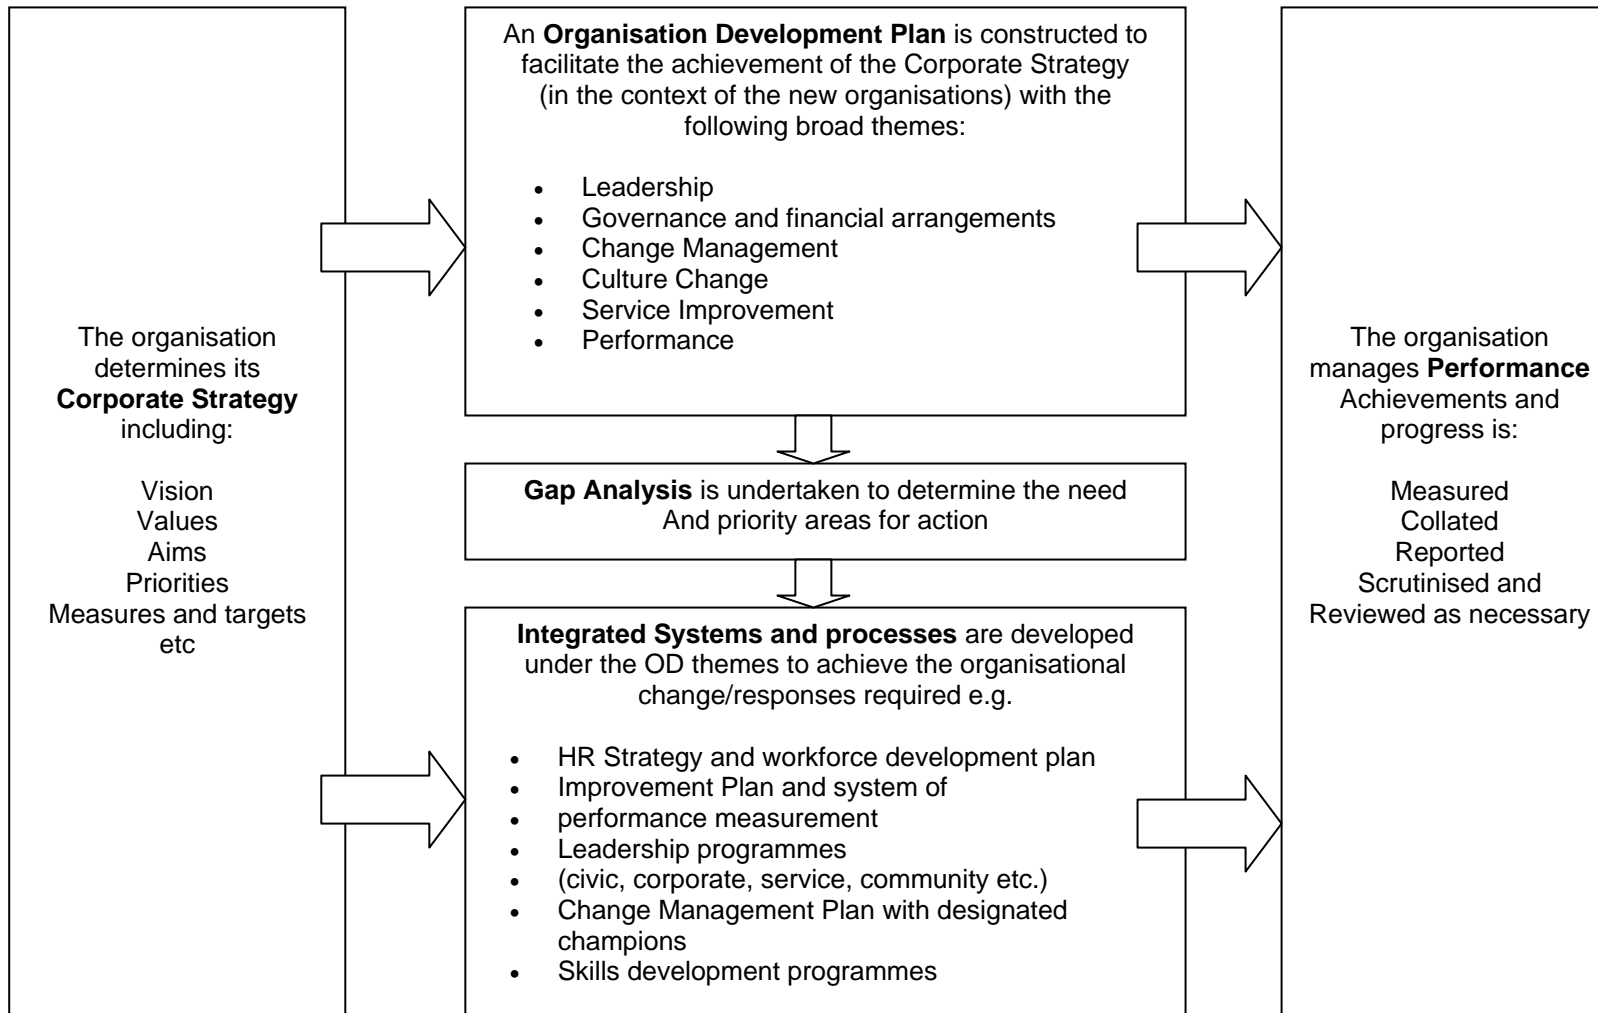 The organisation
determines its
Corporate Strategy
including:
Vision
Values
Aims
Priorities
Measures and targets
etc
An Organisation Development Plan is constructed to
facilitate the achievement of the Corporate Strategy
(in the context of the new organisations) with the
following broad themes:
• Leadership
• Governance and financial arrangements
• Change Management
• Culture Change
• Service Improvement
• Performance
Gap Analysis is undertaken to determine the need
And priority areas for action
Integrated Systems and processes are developed
under the OD themes to achieve the organisational
change/responses required e.g.
• HR Strategy and workforce development plan
• Improvement Plan and system of
• performance measurement
• Leadership programmes
• (civic, corporate, service, community etc.)
• Change Management Plan with designated
champions
• Skills development programmes
The organisation
manages Performance
Achievements and
progress is:
Measured
Collated
Reported
Scrutinised and
Reviewed as necessary